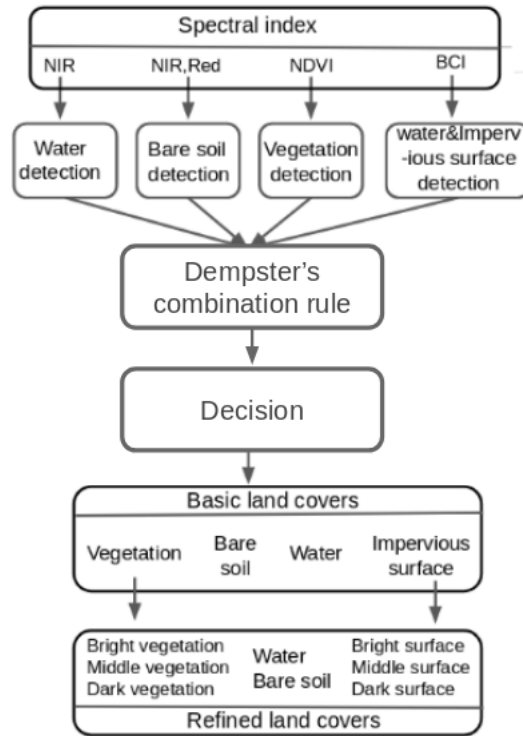 Spectral index
NIR NIR,Red NDVI BCI
Water
detection
Bare soil
detection
Vegetation
detection
water&Imperv
-ious surface
detection
Dempster’s
combination rule
Decision
Basic land covers
Vegetation
Bare
soil
Water
Impervious
surface
Bright vegetation
Middle vegetation
Dark vegetation
Water
Bare soil
Bright surface
Middle surface
Dark surface
Refined land covers